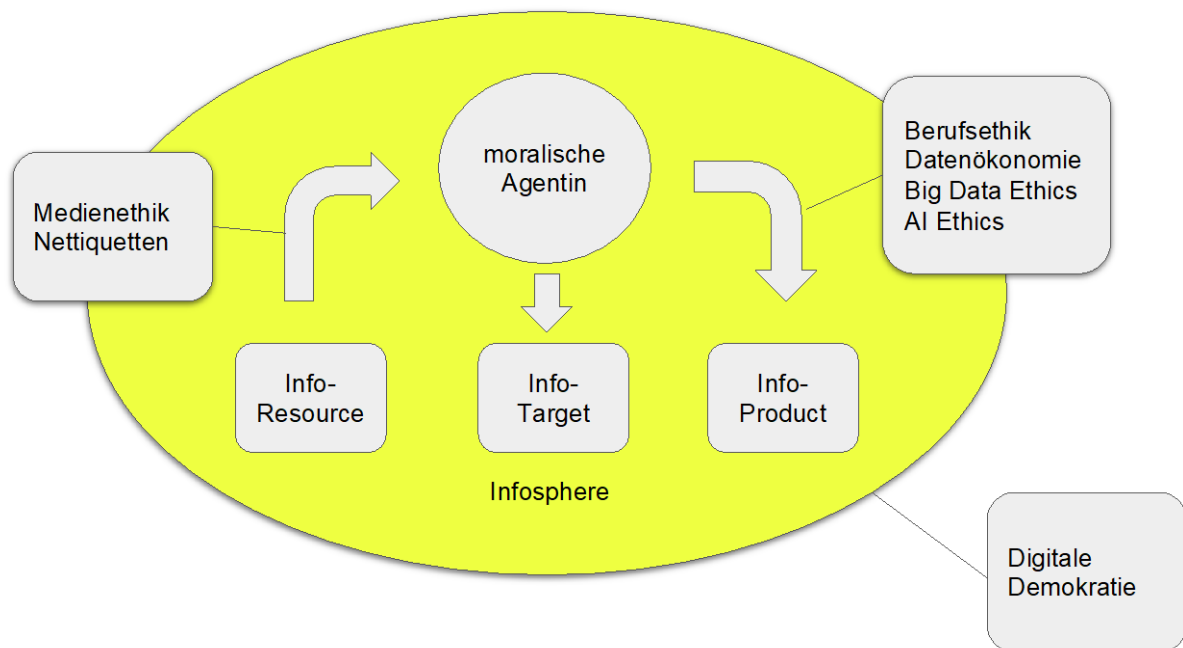 moralische
Agentin
Berufsethik
Datenökonomie
Big Data Ethics
AI Ethics
Medienethik
Nettiquetten
Info-
Resource
Info-
Target
Info-
Product
Infosphere
Digitale
Demokratie